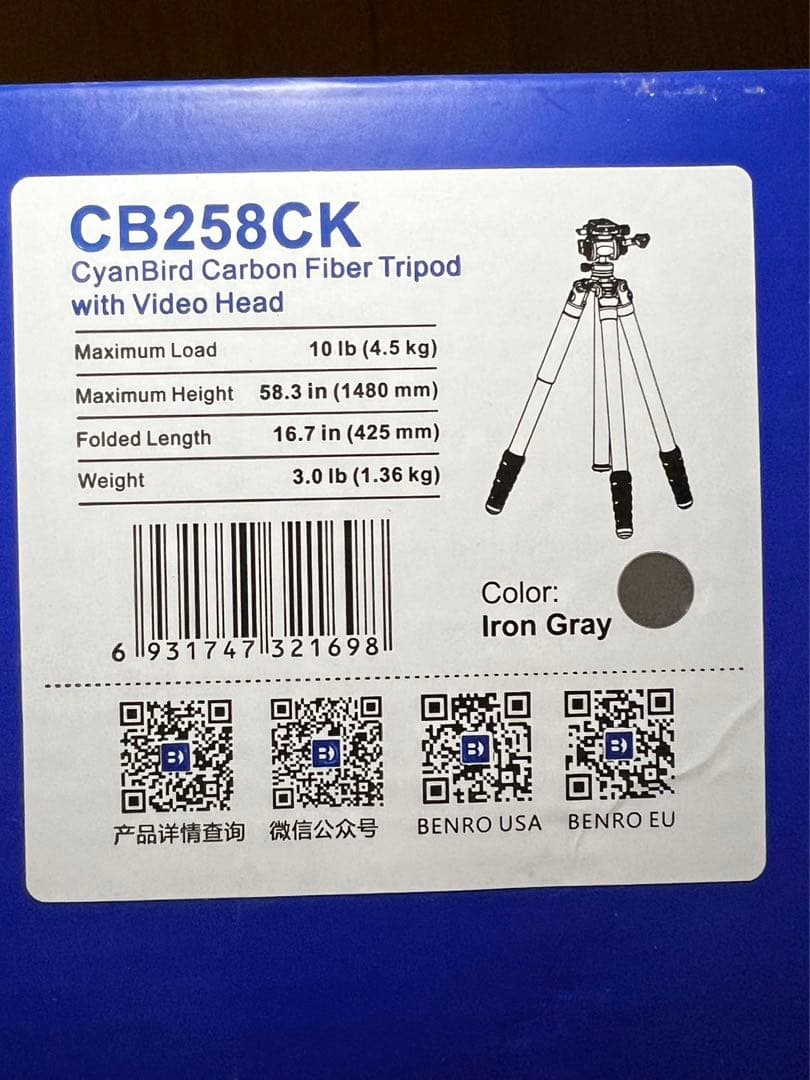 CB258CK
CyanBird Carbon Fiber Tripod
with Video Head
Maximum Load 10 lb (4.5 kg)
Maximum Height 58.3 in (1480 mm)
Folded Length 16.7 in (425 mm)
Weight 3.0 lb (1.36 kg)
6 931747 321698
Color:
Iron Gray
产品详情查询 微信公众号 BENRO USA BENRO EU